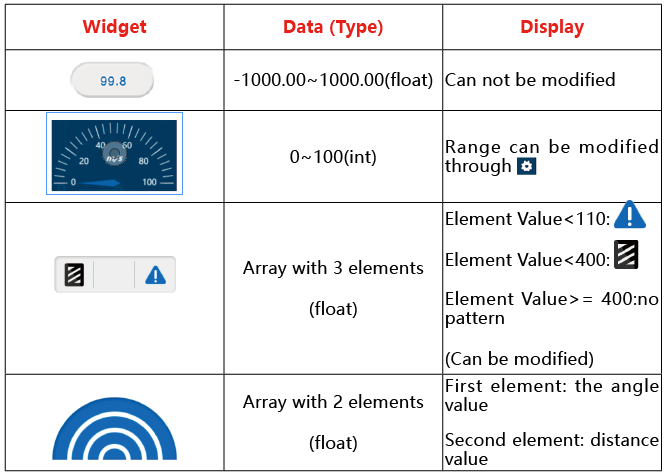 Widget Data (Type) Display
99.8
-1000.00~1000.00(float)
Can not be modified
40 60
20 80
0 100
0~100(int)
Range can be modified
through
Array with 3 elements
(float)
Element Value<110:
Element Value<400:
Element Value>= 400:no
pattern
(Can be modified)
Array with 2 elements
(float)
First element: the angle
value
Second element: distance
value